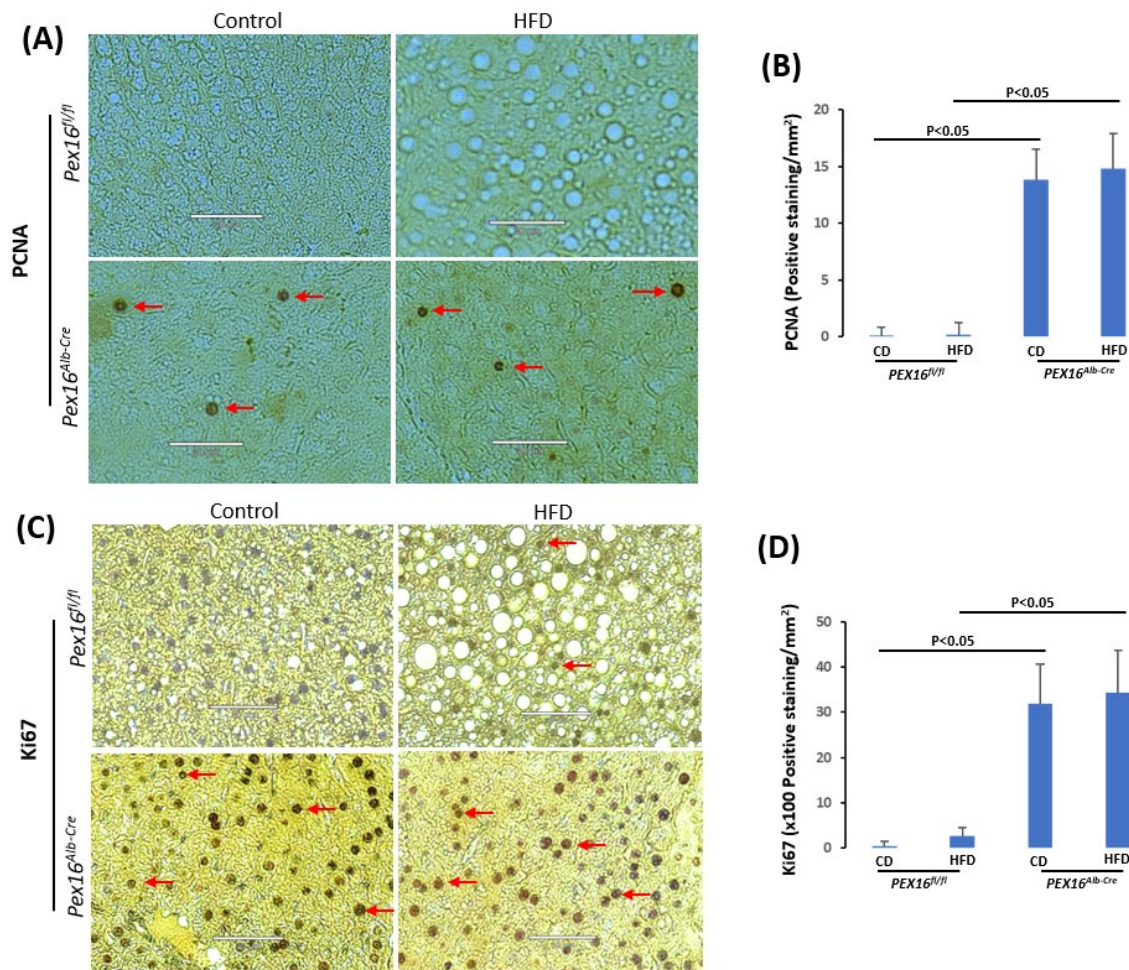 (A)
Control
HFD
PCNA
Pex16fl/fl
Pex16Alb-Cre
(B)
P<0.05
P<0.05
PCNA (Positive staining/mm²)
20
15
10
5
0
CD
HFD
CD
HFD
PEX16fl/fl
PEX16Alb-Cre
(C)
Control
HFD
Ki67
Pex16fl/fl
Pex16Alb-Cre
(D)
P<0.05
P<0.05
Ki67 (x100 Positive staining/mm²)
50
40
30
20
10
0
CD
HFD
CD
HFD
PEX16fl/fl
PEX16Alb-Cre